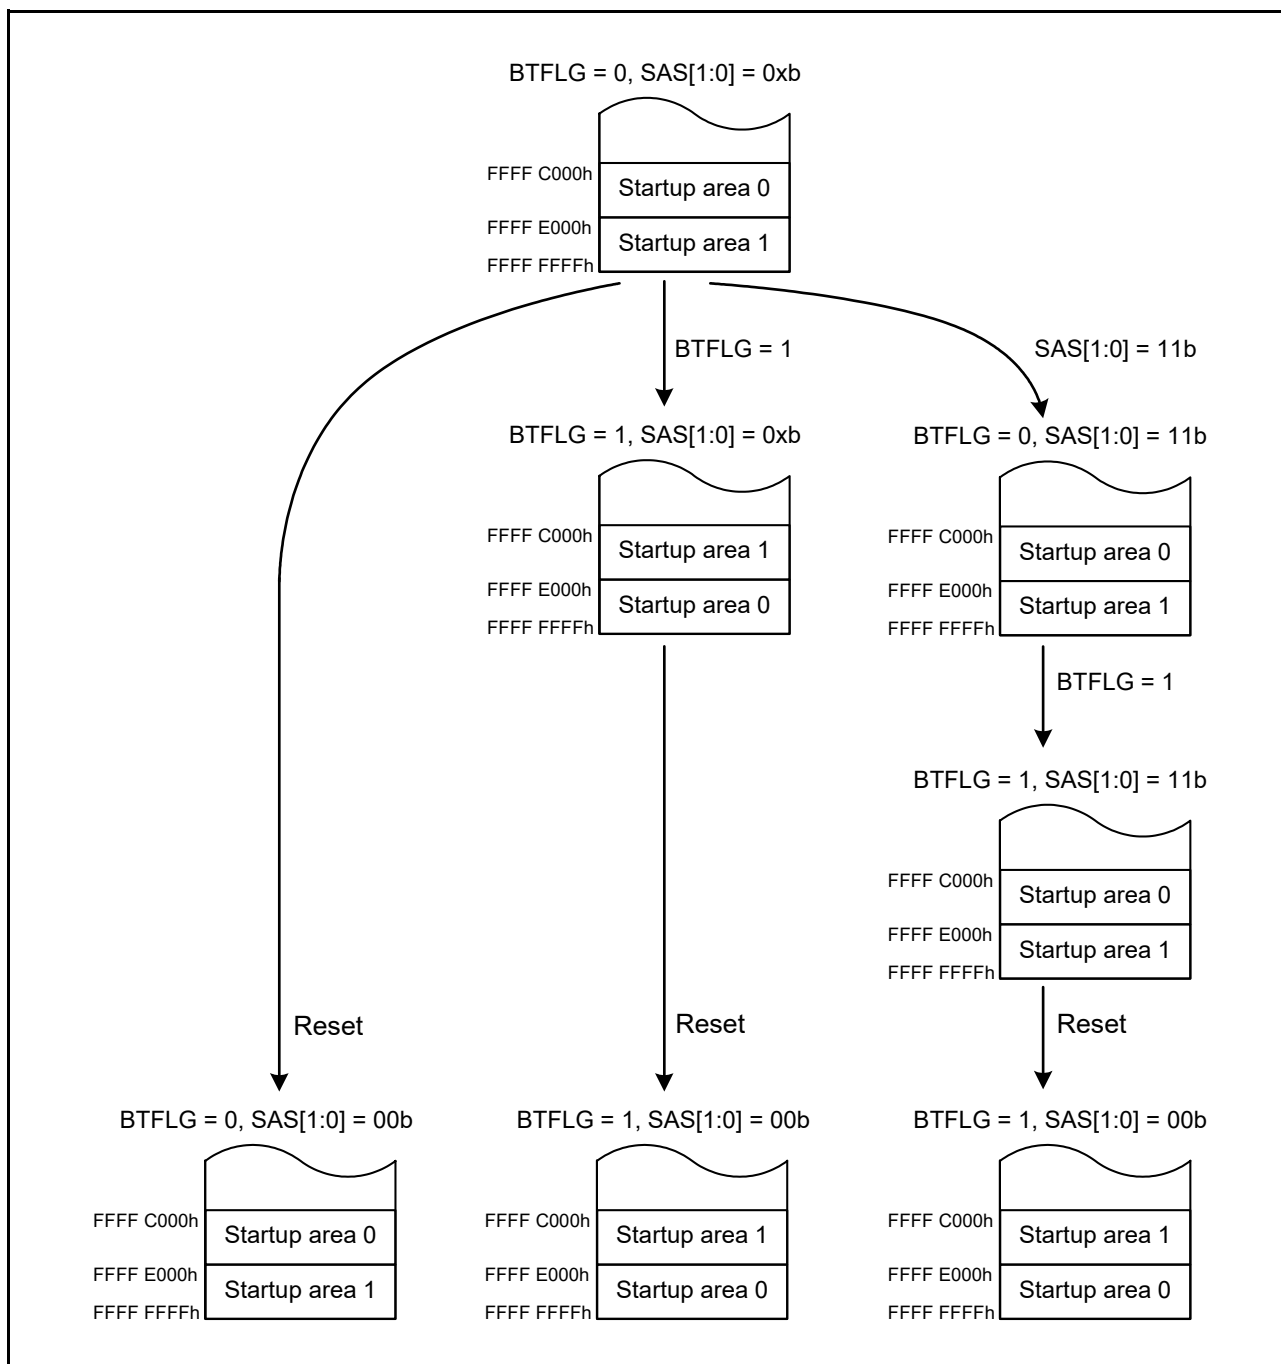 BTFLG = 0, SAS[1:0] = 0xb
FFFF C000h
Startup area 0
FFFF E000h
Startup area 1
FFFF FFFFh
BTFLG = 1
SAS[1:0] = 11b
BTFLG = 1, SAS[1:0] = 0xb
FFFF C000h
Startup area 1
FFFF E000h
Startup area 0
FFFF FFFFh
BTFLG = 0, SAS[1:0] = 11b
FFFF C000h
Startup area 0
FFFF E000h
Startup area 1
FFFF FFFFh
BTFLG = 1
BTFLG = 1, SAS[1:0] = 11b
FFFF C000h
Startup area 0
FFFF E000h
Startup area 1
FFFF FFFFh
Reset
Reset
Reset
BTFLG = 0, SAS[1:0] = 00b
FFFF C000h
Startup area 0
FFFF E000h
Startup area 1
FFFF FFFFh
BTFLG = 1, SAS[1:0] = 00b
FFFF C000h
Startup area 1
FFFF E000h
Startup area 0
FFFF FFFFh
BTFLG = 1, SAS[1:0] = 00b
FFFF C000h
Startup area 1
FFFF E000h
Startup area 0
FFFF FFFFh